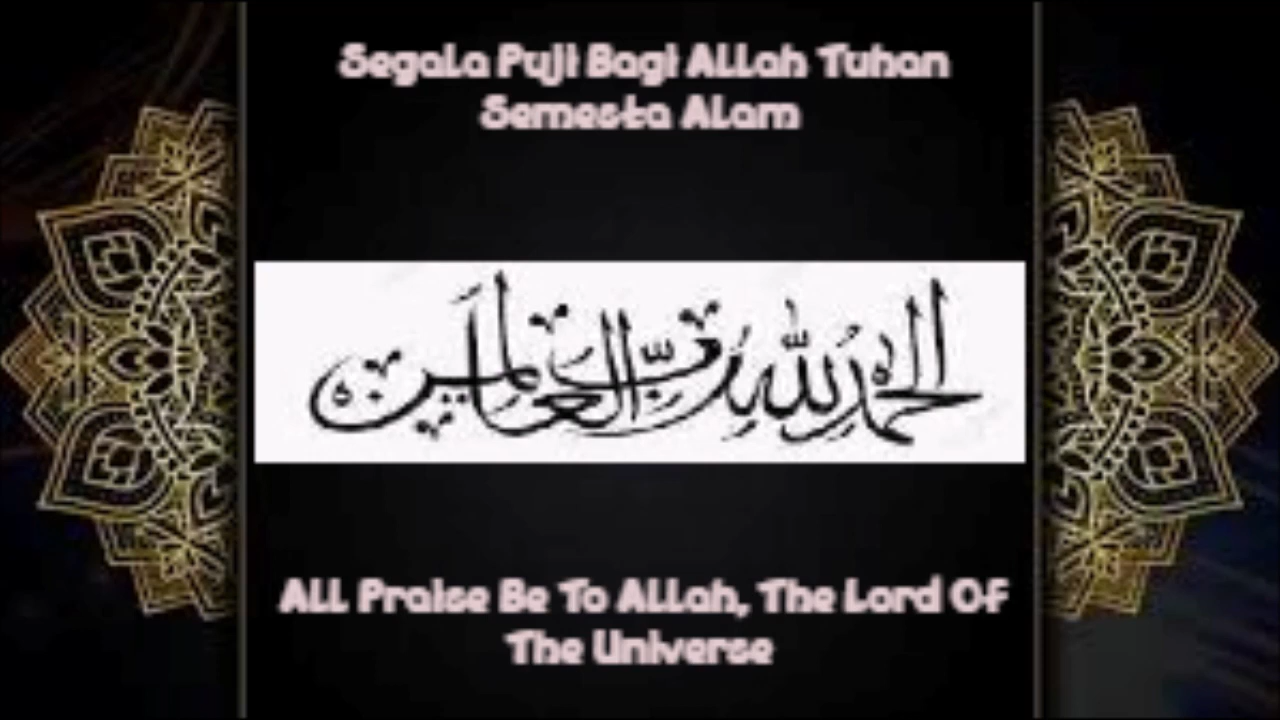 Segala Puji Bagi Allah Tuhan
Semesta Alam
الحمد لله رب العالمين
All Praise Be To Allah, The Lord Of
The Universe